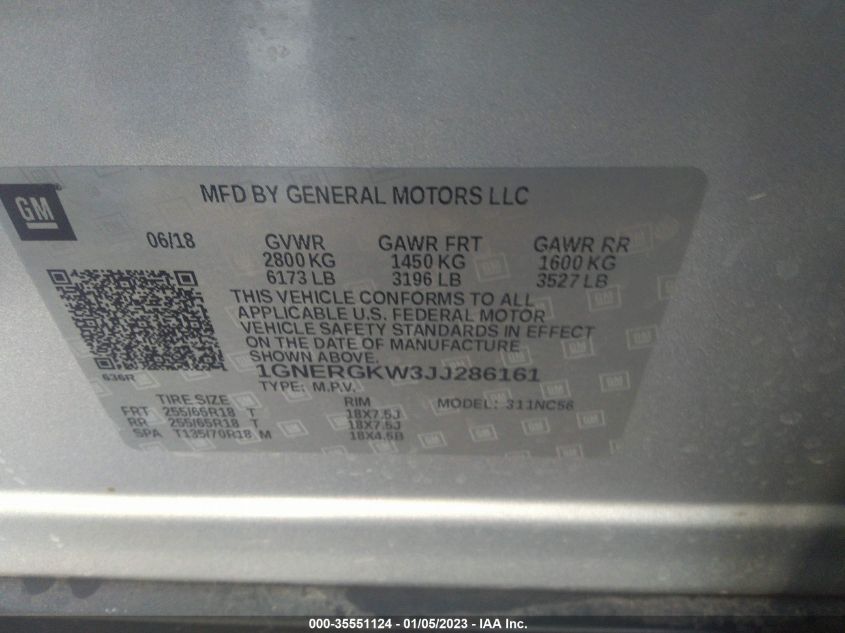 GM
MFD BY GENERAL MOTORS LLC
06/18 GVWR GAWR FRT GAWR RR
2800 KG 1450 KG 1600 KG
6173 LB 3196 LB 3527 LB
THIS VEHICLE CONFORMS TO ALL
APPLICABLE U.S. FEDERAL MOTOR
VEHICLE SAFETY STANDARDS IN EFFECT
ON THE DATE OF MANUFACTURE
SHOWN ABOVE.
636R
1GNERGKW3JJ286161
TYPE: M.P.V.
TIRE SIZE RIM MODEL: 311NC56
FRT 255/65R18 T 18X7.5J
RR 255/65R18 T 18X7.5J
SPA T135/70R18 M 18X4.5B
000-35551124 - 01/05/2023 - IAA Inc.